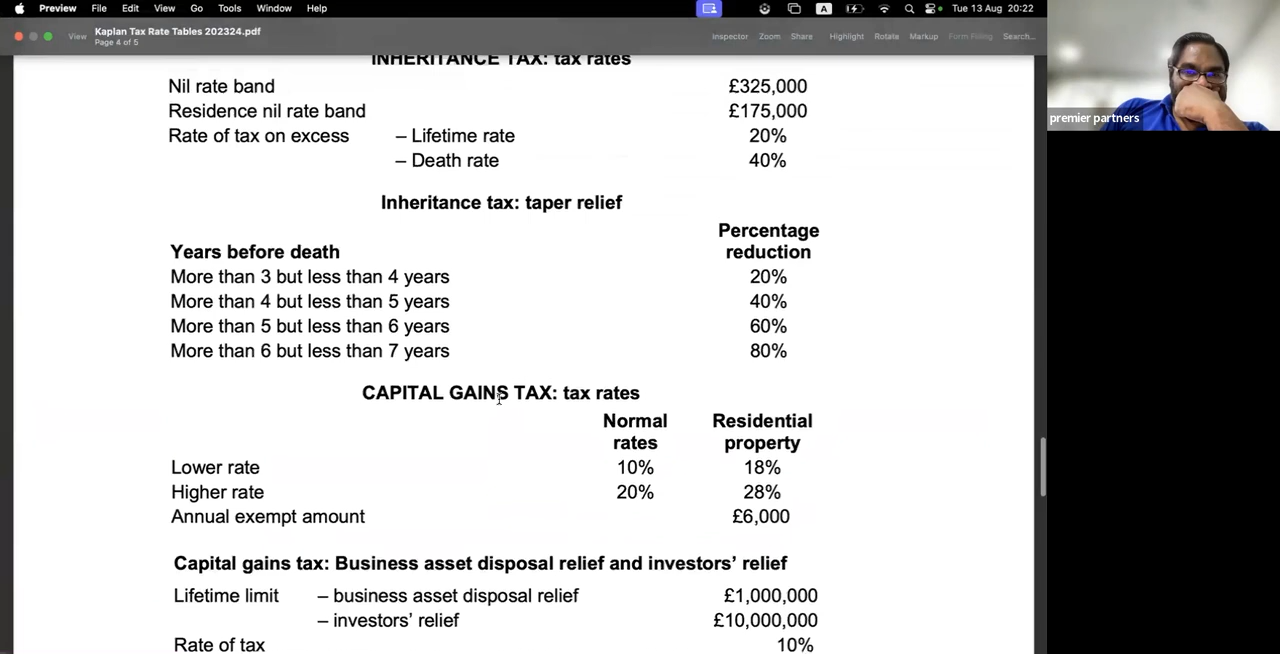 Preview File Edit View Go Tools Window Help A Tue 13 Aug 20:22
View Kaplan Tax Rate Tables 202324.pdf
Page 4 of 5
Inspector Zoom Share Highlight Rotate Markup Form Filling Search...
INHERITANCE TAX: tax rates
Nil rate band £325,000
Residence nil rate band £175,000
Rate of tax on excess – Lifetime rate 20%
– Death rate 40%
Inheritance tax: taper relief
Percentage
Years before death reduction
More than 3 but less than 4 years 20%
More than 4 but less than 5 years 40%
More than 5 but less than 6 years 60%
More than 6 but less than 7 years 80%
CAPITAL GAINS TAX: tax rates
Normal Residential
rates property
Lower rate 10% 18%
Higher rate 20% 28%
Annual exempt amount £6,000
Capital gains tax: Business asset disposal relief and investors’ relief
Lifetime limit – business asset disposal relief £1,000,000
– investors’ relief £10,000,000
Rate of tax 10%
premier partners